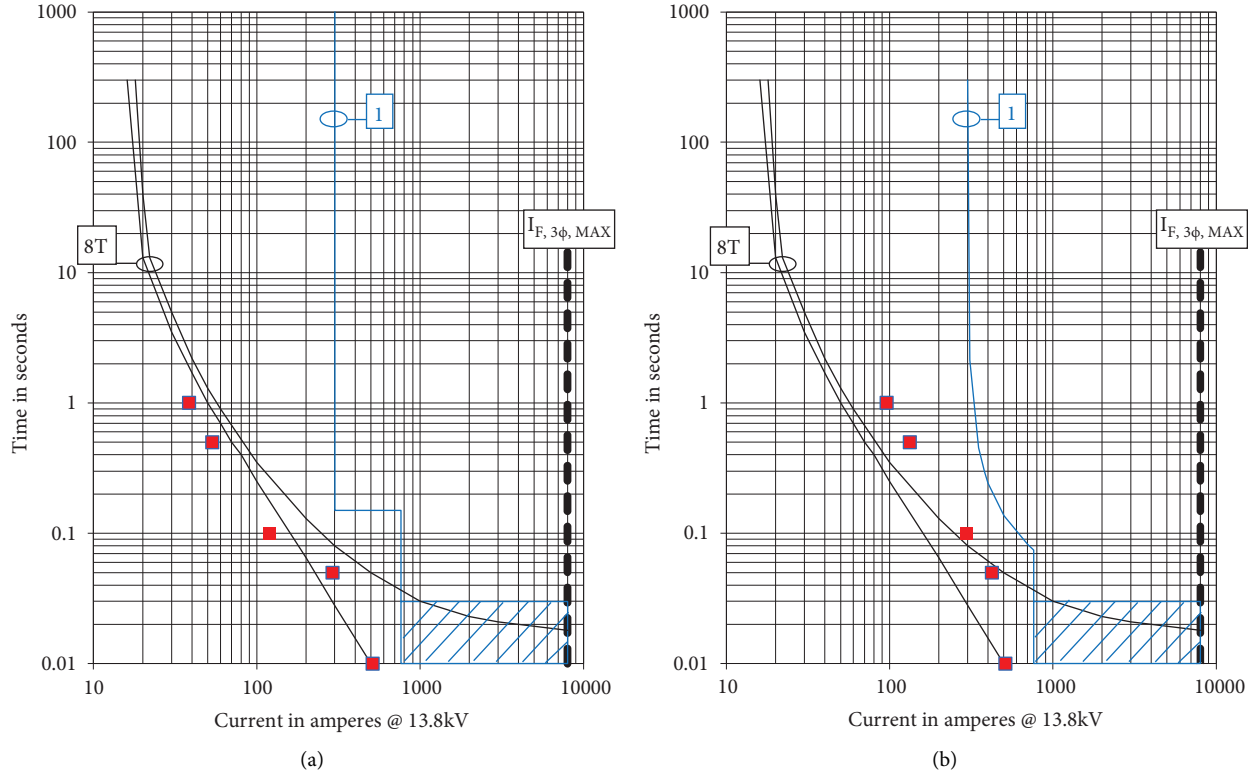 1000
100
10
1
0.1
0.01
10
100
1000
10000
Time in seconds
Current in amperes @ 13.8kV
8T
1
I_F, 3ϕ, MAX
(a)
1000
100
10
1
0.1
0.01
10
100
1000
10000
Time in seconds
Current in amperes @ 13.8kV
8T
1
I_F, 3ϕ, MAX
(b)